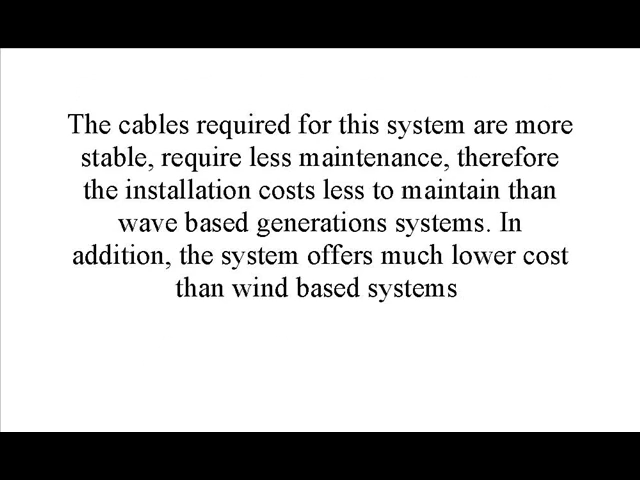 The cables required for this system are more
stable, require less maintenance, therefore
the installation costs less to maintain than
wave based generations systems. In
addition, the system offers much lower cost
than wind based systems